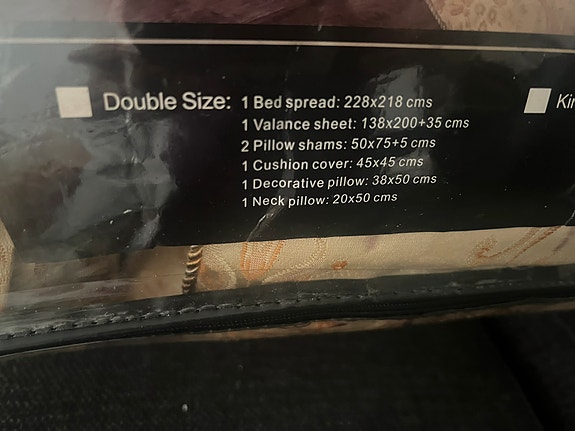 Double Size: 1 Bed spread: 228x218 cms
1 Valance sheet: 138x200+35 cms
2 Pillow shams: 50x75+5 cms
1 Cushion cover: 45x45 cms
1 Decorative pillow: 38x50 cms
1 Neck pillow: 20x50 cms